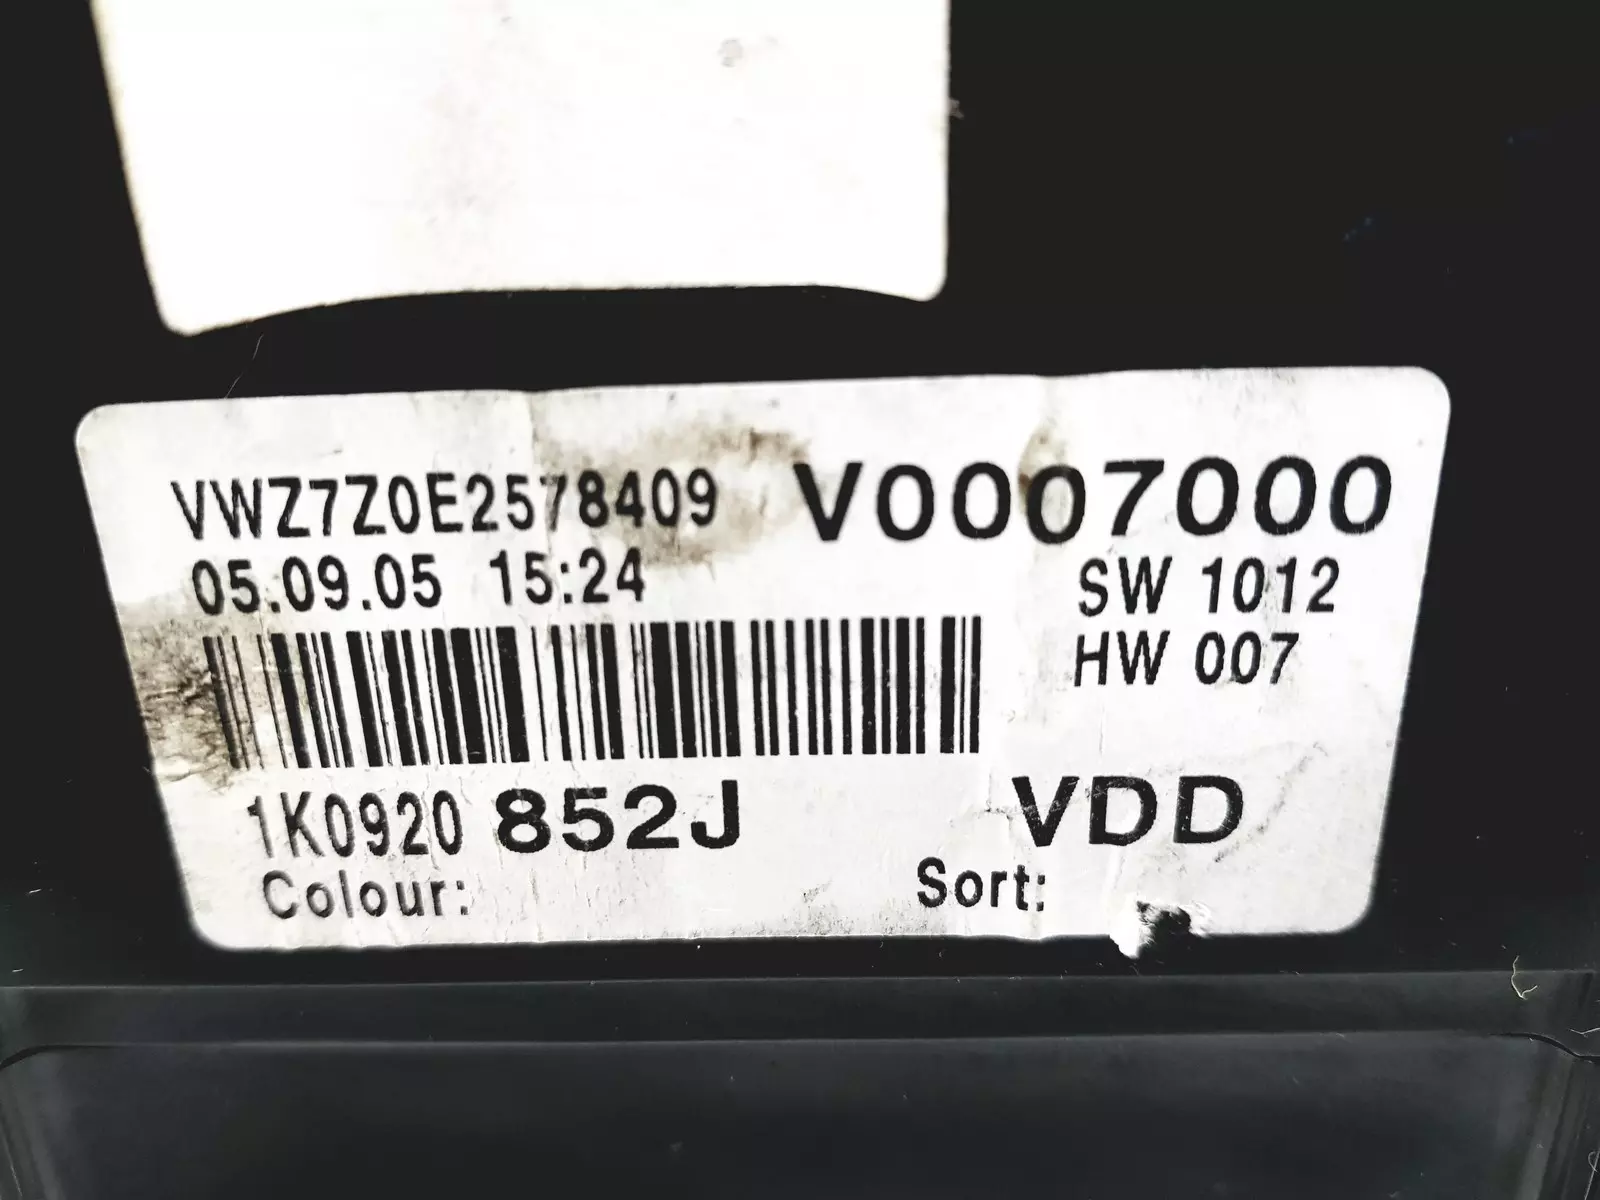 VWZ7Z0E2578409 V0007000
05.09.05 15:24 SW 1012
HW 007
1K0920 852J VDD
Colour: Sort: